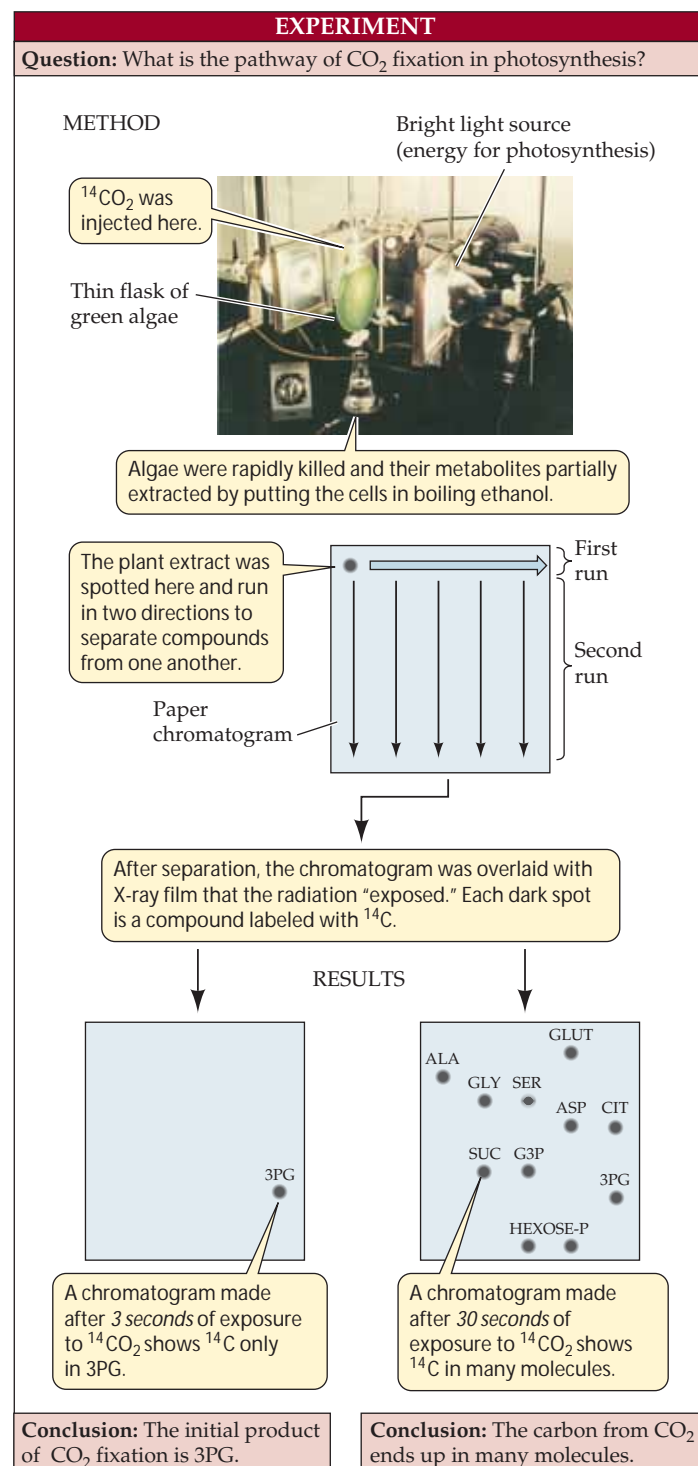 EXPERIMENT
Question: What is the pathway of CO₂ fixation in photosynthesis?
METHOD
Bright light source
(energy for photosynthesis)
¹⁴CO₂ was
injected here.
Thin flask of
green algae
Algae were rapidly killed and their metabolites partially
extracted by putting the cells in boiling ethanol.
The plant extract was
spotted here and run
in two directions to
separate compounds
from one another.
First
run
Second
run
Paper
chromatogram
After separation, the chromatogram was overlaid with
X-ray film that the radiation “exposed.” Each dark spot
is a compound labeled with ¹⁴C.
RESULTS
3PG
GLUT
ALA
GLY SER
ASP CIT
SUC G3P
3PG
HEXOSE-P
A chromatogram made
after 3 seconds of exposure
to ¹⁴CO₂ shows ¹⁴C only
in 3PG.
A chromatogram made
after 30 seconds of
exposure to ¹⁴CO₂ shows
¹⁴C in many molecules.
Conclusion: The initial product
of CO₂ fixation is 3PG.
Conclusion: The carbon from CO₂
ends up in many molecules.